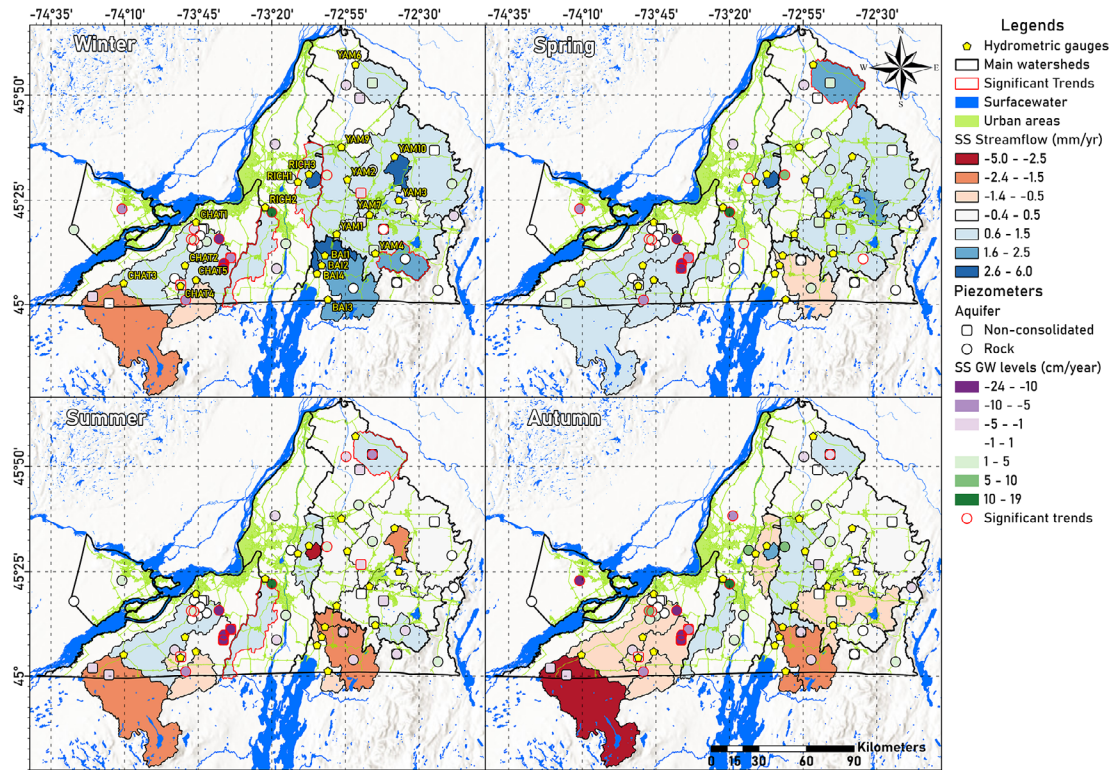 -74°35' -74°10' -73°45' -73°20' -72°55' -72°30' -74°35' -74°10' -73°45' -73°20' -72°55' -72°30'
Winter
Spring
45°50'
45°25'
45°
YAM6
YAM9
YAM10
RICH3
RICH1
YAM2
YAM3
RICH2
YAM7
CHAT1
YAM1
YAM4
CHAT2
BAI1
BAI2
CHAT5
BAI4
CHAT3
CHAT4
BAI3
N
W E
S
Summer
Autumn
45°50'
45°25'
45°
Kilometers
0 15 30 60 90
Legends
Hydrometric gauges
Main watersheds
Significant Trends
Surfacewater
Urban areas
SS Streamflow (mm/yr)
-5.0 - -2.5
-2.4 - -1.5
-1.4 - -0.5
-0.4 - 0.5
0.6 - 1.5
1.6 - 2.5
2.6 - 6.0
Piezometers
Aquifer
Non-consolidated
Rock
SS GW levels (cm/year)
-24 - -10
-10 - -5
-5 - -1
-1 - 1
1 - 5
5 - 10
10 - 19
Significant trends